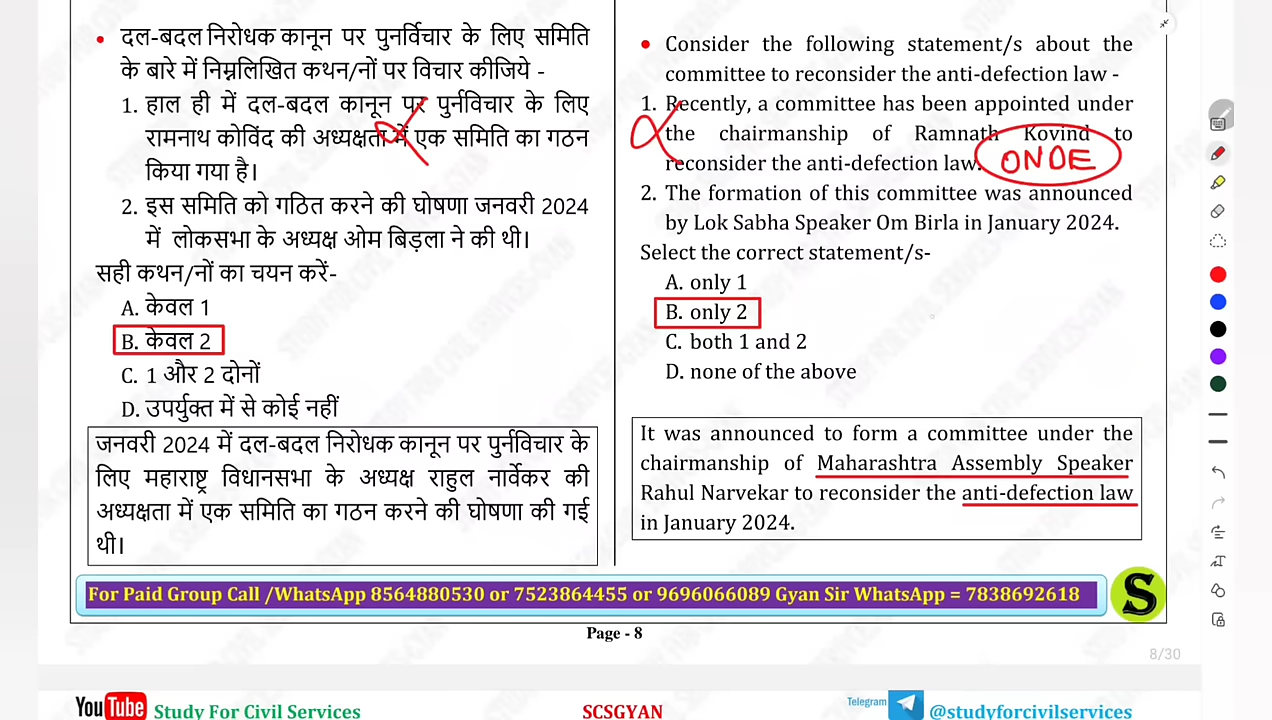 • दल-बदल निरोधक कानून पर पुनर्विचार के लिए समिति
के बारे में निम्नलिखित कथन/नों पर विचार कीजिये -
1. हाल ही में दल-बदल कानून पर पुर्नविचार के लिए
रामनाथ कोविंद की अध्यक्षता में एक समिति का गठन
किया गया है।
2. इस समिति को गठित करने की घोषणा जनवरी 2024
में लोकसभा के अध्यक्ष ओम बिड़ला ने की थी।
सही कथन/नों का चयन करें-
A. केवल 1
B. केवल 2
C. 1 और 2 दोनों
D. उपर्युक्त में से कोई नहीं
जनवरी 2024 में दल-बदल निरोधक कानून पर पुर्नविचार के
लिए महाराष्ट्र विधानसभा के अध्यक्ष राहुल नार्वेकर की
अध्यक्षता में एक समिति का गठन करने की घोषणा की गई
थी।
• Consider the following statement/s about the
committee to reconsider the anti-defection law -
1. Recently, a committee has been appointed under
the chairmanship of Ramnath Kovind to
reconsider the anti-defection law.
ONOE
2. The formation of this committee was announced
by Lok Sabha Speaker Om Birla in January 2024.
Select the correct statement/s-
A. only 1
B. only 2
C. both 1 and 2
D. none of the above
It was announced to form a committee under the
chairmanship of Maharashtra Assembly Speaker
Rahul Narvekar to reconsider the anti-defection law
in January 2024.
For Paid Group Call /WhatsApp 8564880530 or 7523864455 or 9696066089 Gyan Sir WhatsApp = 7838692618
S
Page - 8
8/30
YouTube Study For Civil Services
SCSGYAN
Telegram @studyforcivilservices